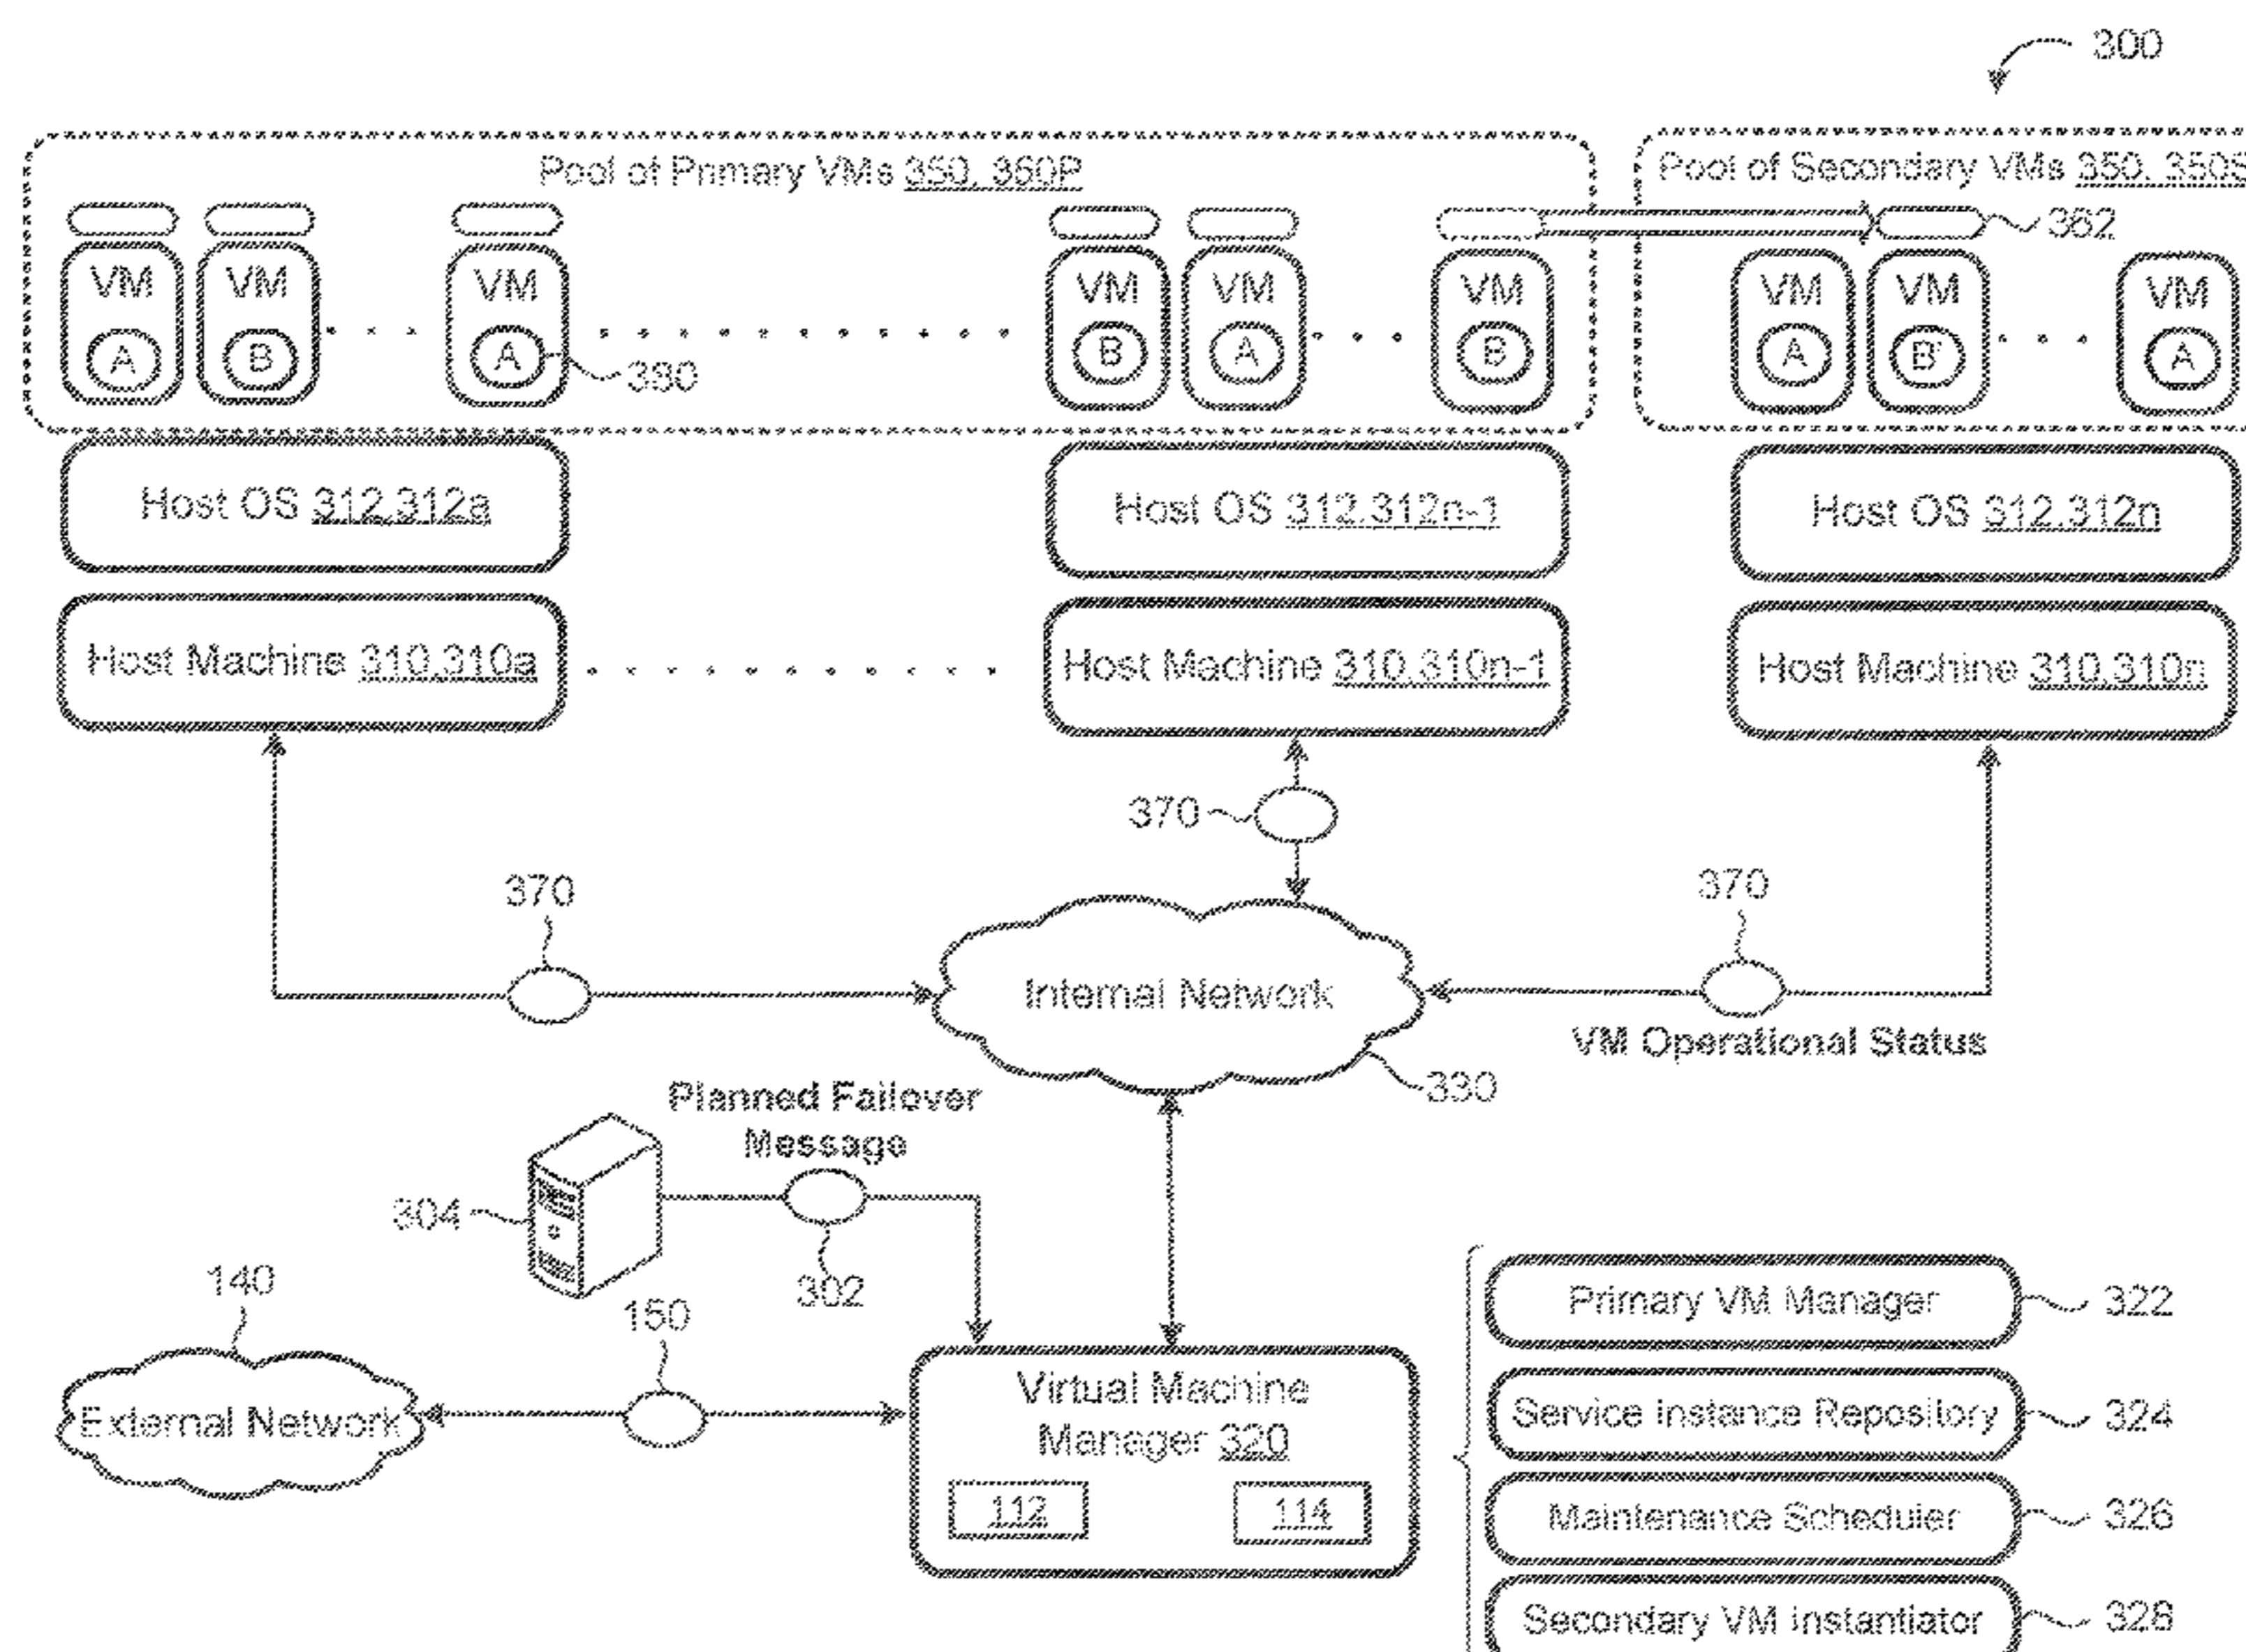 300
Pool of Primary VMs 350, 350P
Pool of Secondary VMs 350, 350S
362
VM VM VM VM VM VM VM VM VM
A B A B A B A B' A
380
Host OS 312,312a
Host OS 312,312n-1
Host OS 312,312n
Host Machine 310,310a
Host Machine 310,310n-1
Host Machine 310,310n
370
370
370
Internal Network
VM Operational Status
330
Planned Failover
Message
304
302
140
150
External Network
Virtual Machine
Manager 320
112 114
Primary VM Manager 322
Service Instance Repository 324
Maintenance Scheduler 326
Secondary VM Instantiator 328